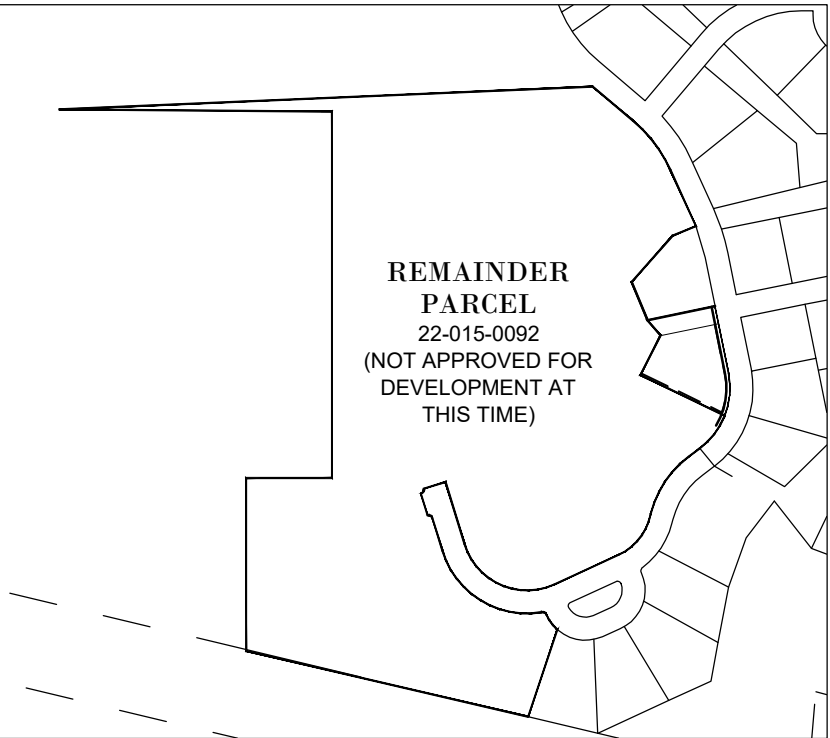 REMAINDER
PARCEL
22-015-0092
(NOT APPROVED FOR
DEVELOPMENT AT
THIS TIME)